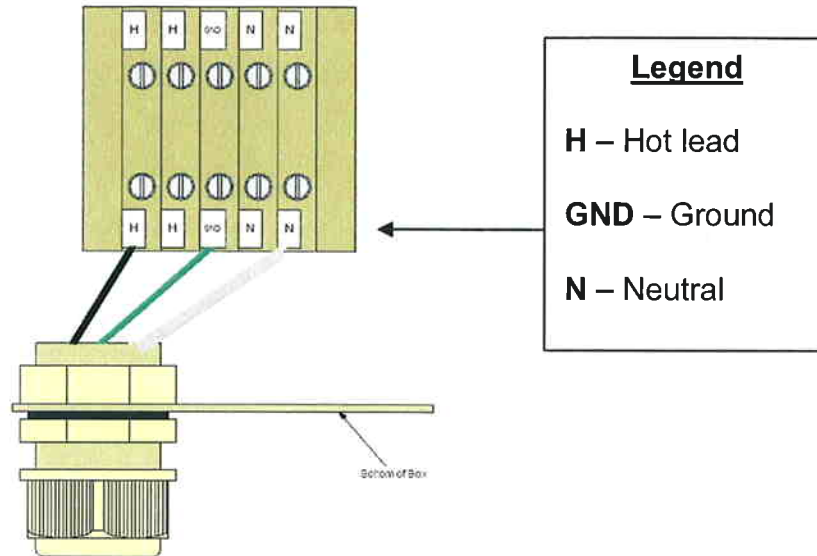 H H GND N N
H H GND N N
Legend
H – Hot lead
GND – Ground
N – Neutral
Bottom of Box